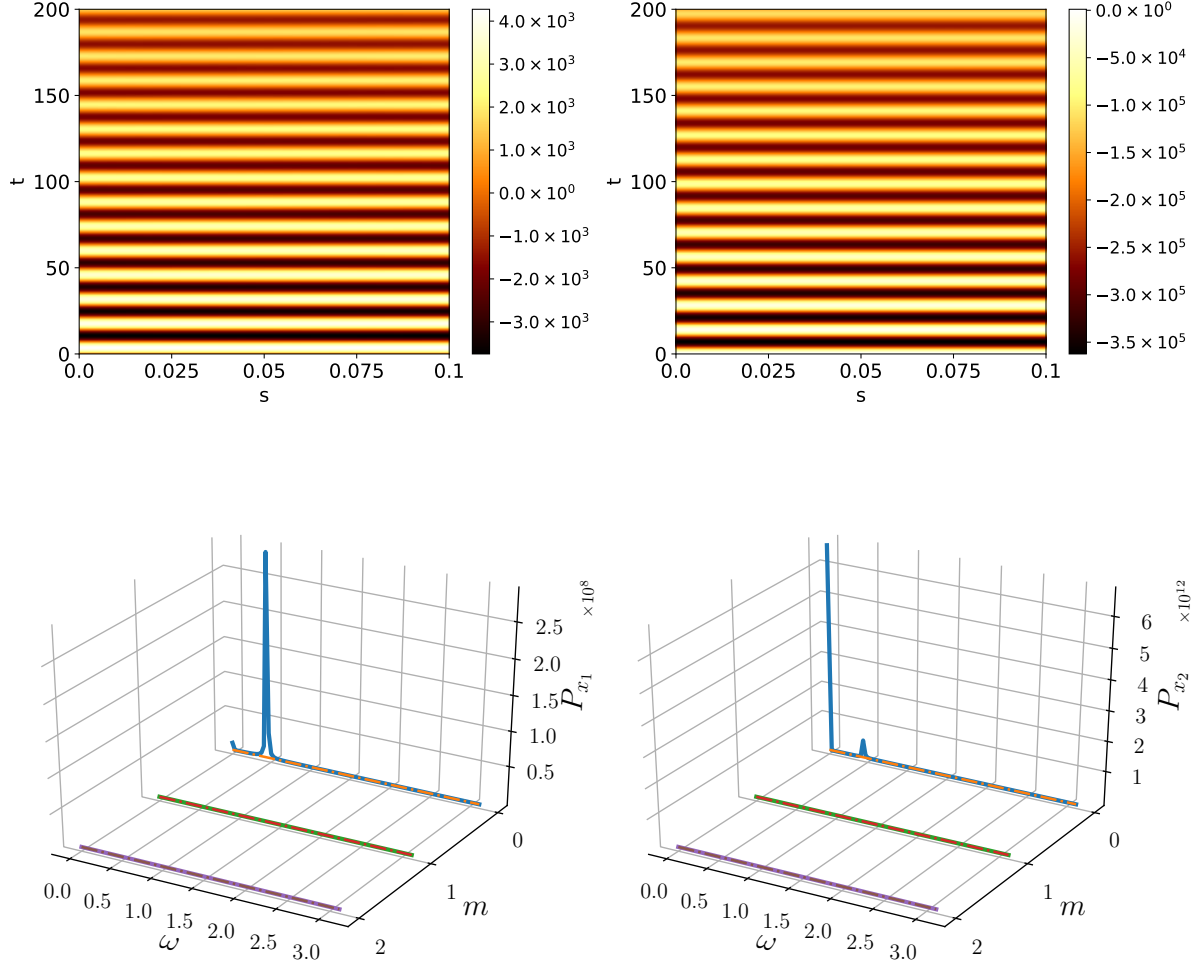 200
150
100
50
0
t
0.0 0.025 0.05 0.075 0.1
s
4.0 × 10³
3.0 × 10³
2.0 × 10³
1.0 × 10³
0.0 × 10⁰
−1.0 × 10³
−2.0 × 10³
−3.0 × 10³
200
150
100
50
0
t
0.0 0.025 0.05 0.075 0.1
s
0.0 × 10⁰
−5.0 × 10⁴
−1.0 × 10⁵
−1.5 × 10⁵
−2.0 × 10⁵
−2.5 × 10⁵
−3.0 × 10⁵
−3.5 × 10⁵
×10⁸
2.5
2.0
1.5
1.0
0.5
P_{x_1}
0
1
2
m
0.0 0.5 1.0 1.5 2.0 2.5 3.0
ω
×10¹²
6
5
4
3
2
1
P_{x_2}
0
1
2
m
0.0 0.5 1.0 1.5 2.0 2.5 3.0
ω